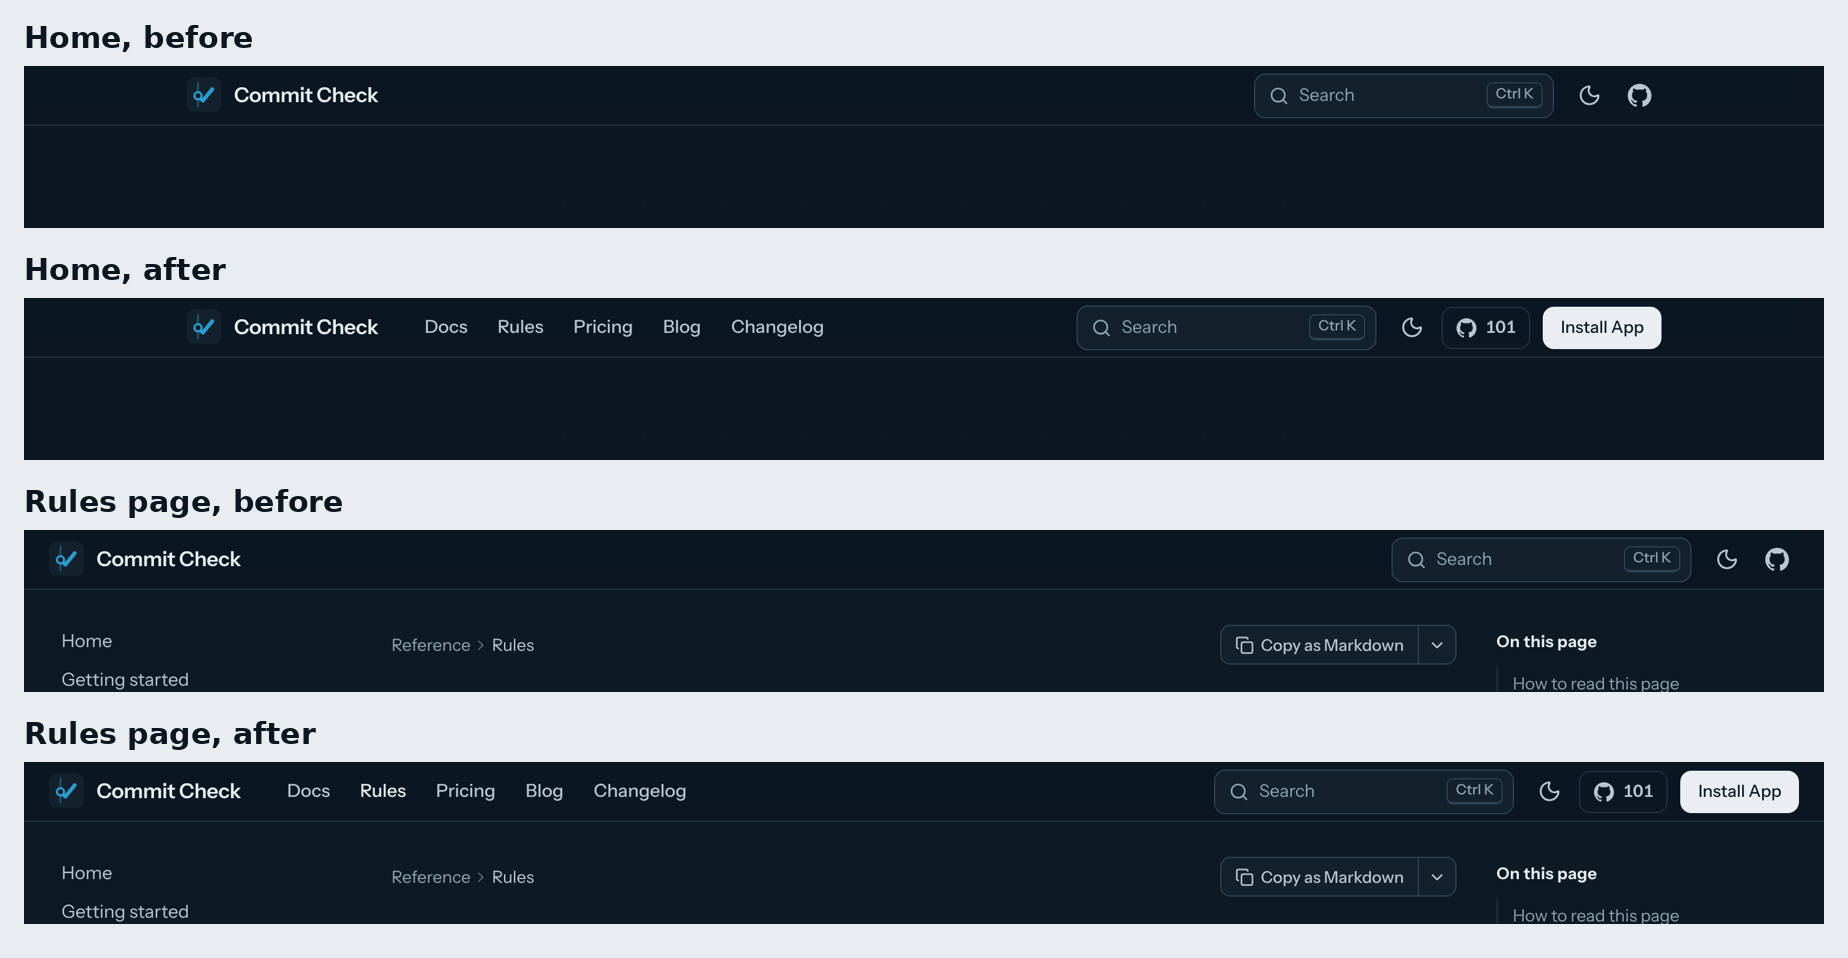 Home, before
Commit Check Search Ctrl K
Home, after
Commit Check Docs Rules Pricing Blog Changelog Search Ctrl K 101 Install App
Rules page, before
Commit Check Search Ctrl K
Home Reference > Rules Copy as Markdown On this page
Getting started How to read this page
Rules page, after
Commit Check Docs Rules Pricing Blog Changelog Search Ctrl K 101 Install App
Home Reference > Rules Copy as Markdown On this page
Getting started How to read this page